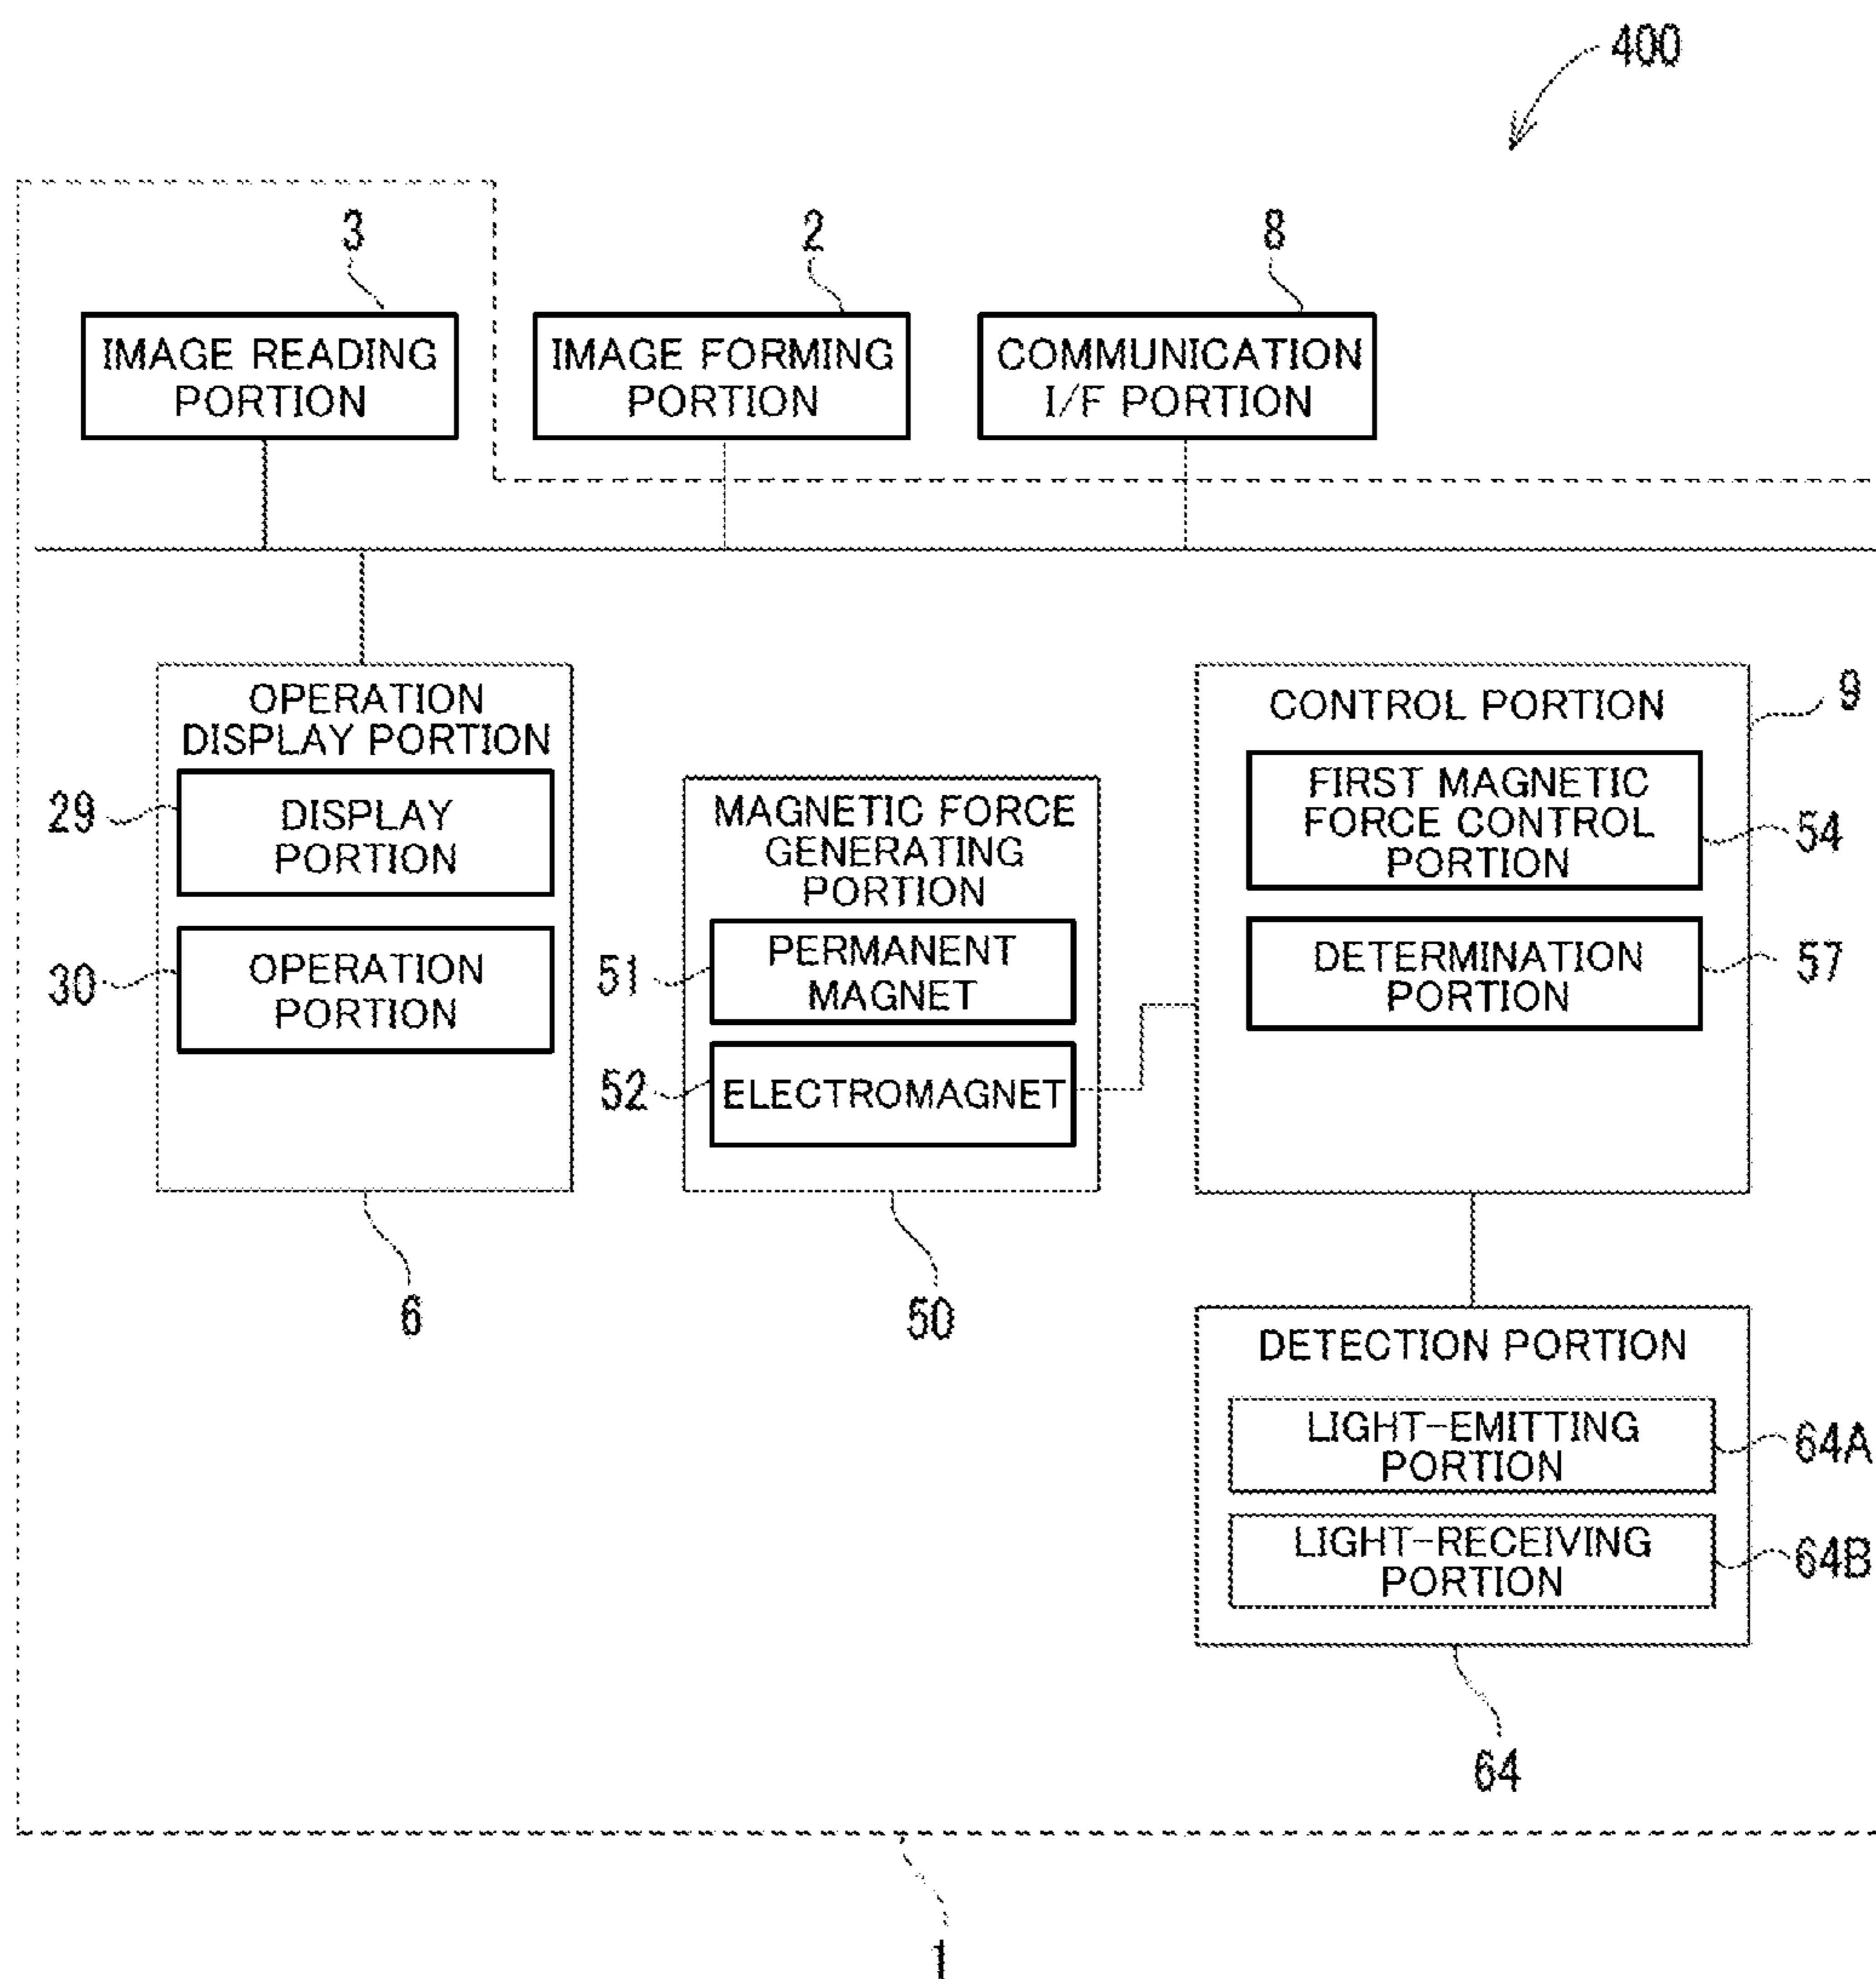 400
3
2
8
IMAGE READING
PORTION
IMAGE FORMING
PORTION
COMMUNICATION
I/F PORTION
OPERATION
DISPLAY PORTION
29
DISPLAY
PORTION
30
OPERATION
PORTION
6
MAGNETIC FORCE
GENERATING
PORTION
51
PERMANENT
MAGNET
52
ELECTROMAGNET
50
CONTROL PORTION
9
FIRST MAGNETIC
FORCE CONTROL
PORTION
54
DETERMINATION
PORTION
57
DETECTION PORTION
LIGHT-EMITTING
PORTION
64A
LIGHT-RECEIVING
PORTION
64B
64
1